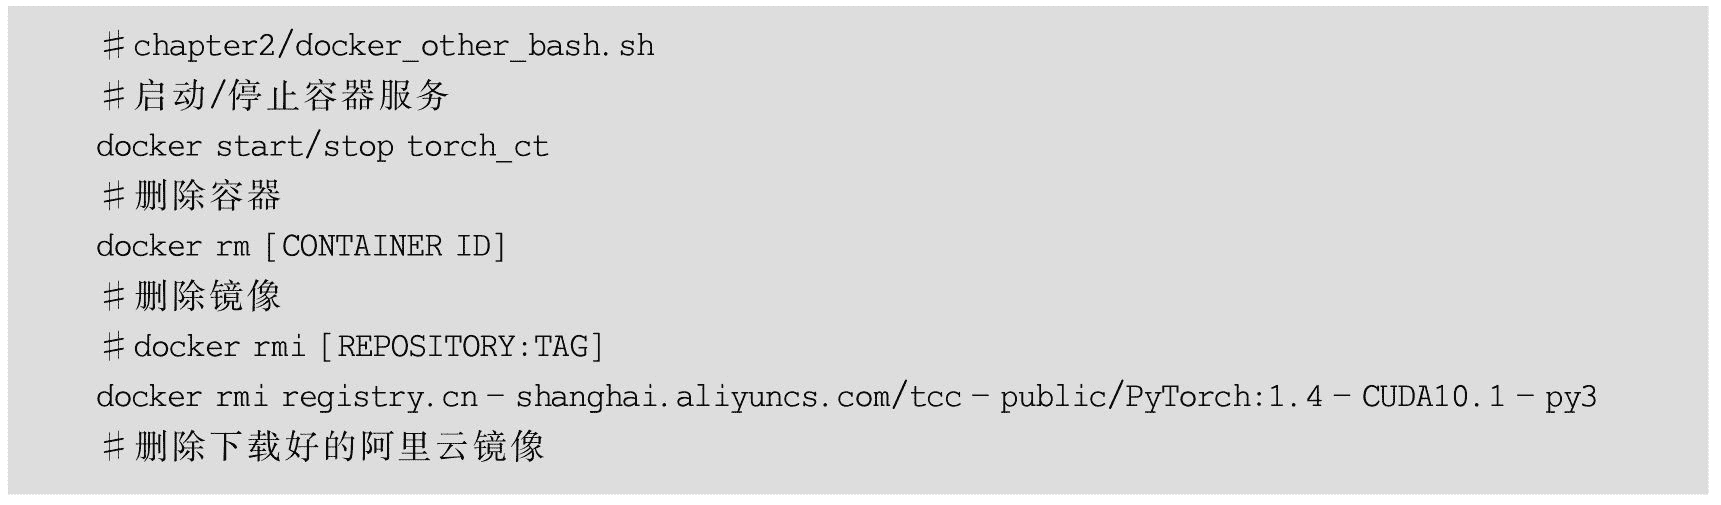 #chapter2/docker_other_bash.sh
#启动/停止容器服务
docker start/stop torch_ct
#删除容器
docker rm [CONTAINER ID]
#删除镜像
#docker rmi [REPOSITORY:TAG]
docker rmi registry.cn-shanghai.aliyuncs.com/tcc-public/PyTorch:1.4-CUDA10.1-py3
#删除下载好的阿里云镜像